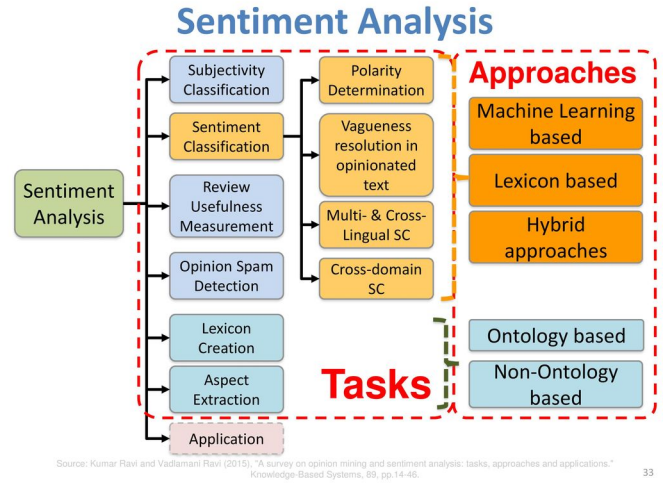 Sentiment Analysis
Sentiment
Analysis
Subjectivity
Classification
Sentiment
Classification
Review
Usefulness
Measurement
Opinion Spam
Detection
Lexicon
Creation
Aspect
Extraction
Application
Polarity
Determination
Vagueness
resolution in
opinionated
text
Multi- & Cross-
Lingual SC
Cross-domain
SC
Tasks
Approaches
Machine Learning
based
Lexicon based
Hybrid
approaches
Ontology based
Non-Ontology
based
Source: Kumar Ravi and Vadlamani Ravi (2015), "A survey on opinion mining and sentiment analysis: tasks, approaches and applications."
Knowledge-Based Systems, 89, pp.14-46.
33